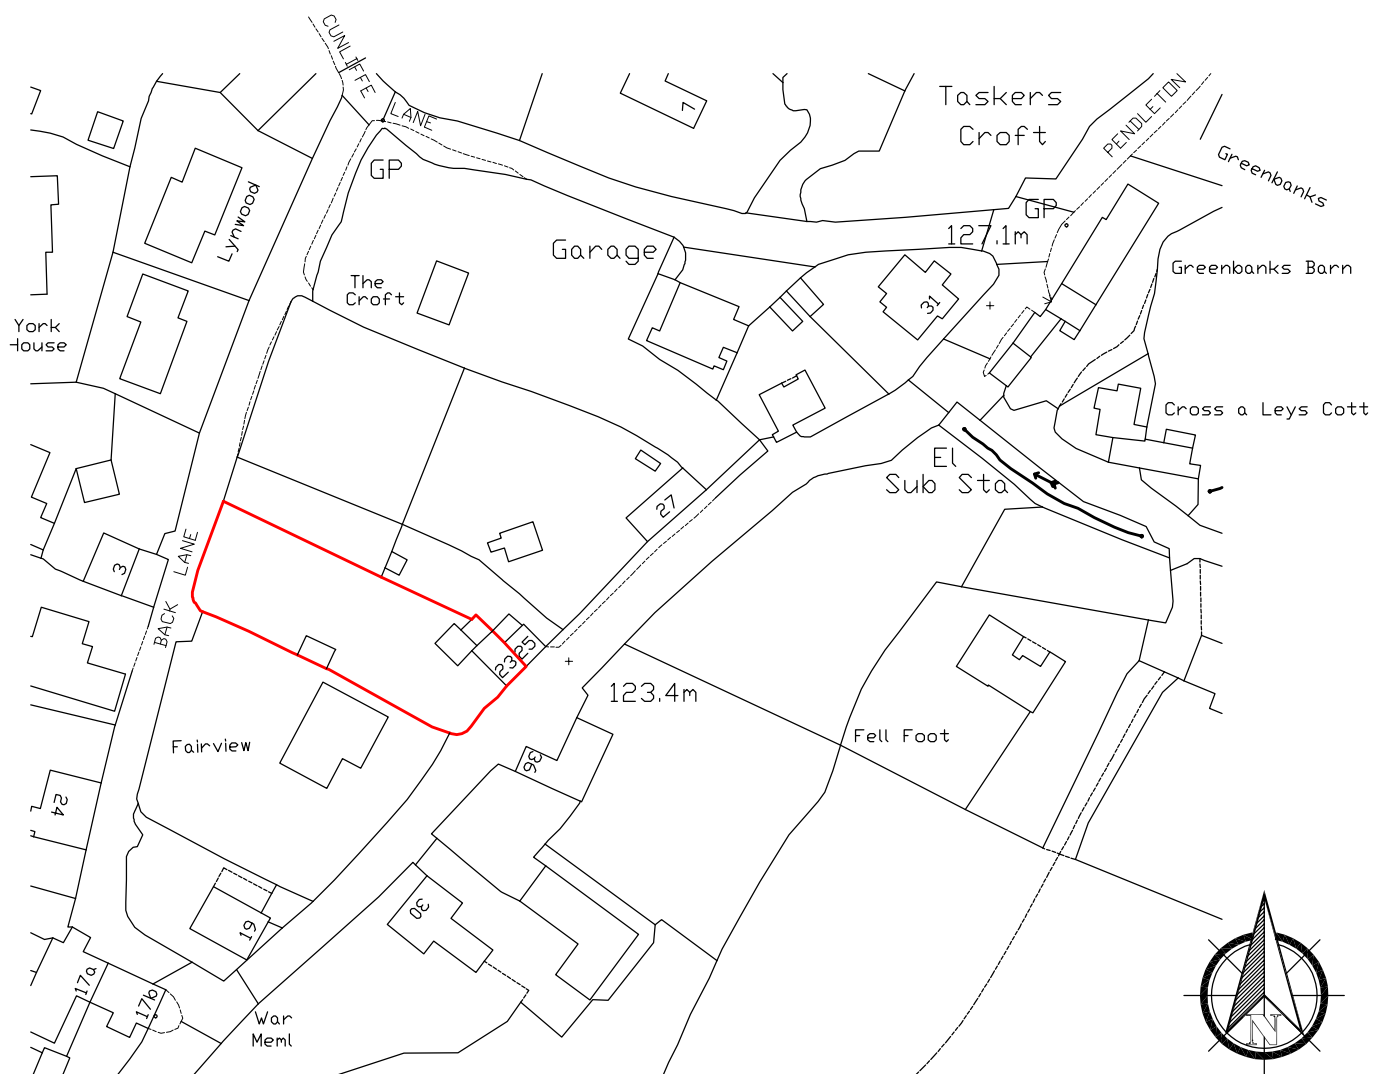 CUNLIFFE
LANE
GP
7
Taskers
Croft
PENDLETON
Greenbanks
GP
127.1m
Lynwood
Garage
Greenbanks Barn
The
Croft
31
York
House
Cross a Leys Cott
El
Sub Sta
27
LANE
3
BACK
25
23
123.4m
Fell Foot
Fairview
36
24
30
19
17a
17b
War
Meml
N